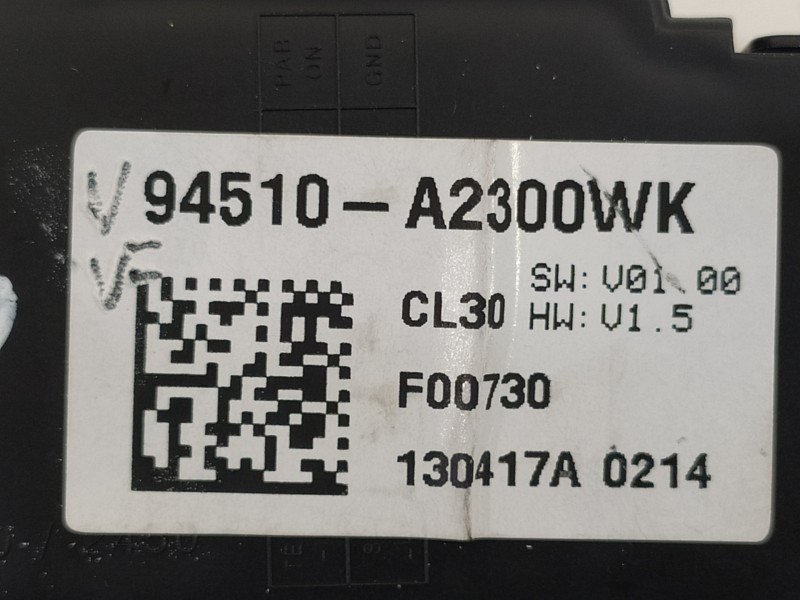 PAB ON
GND
V 94510-A2300WK
V
SW: V01.00
CL30 HW: V1.5
F00730
130417A 0214